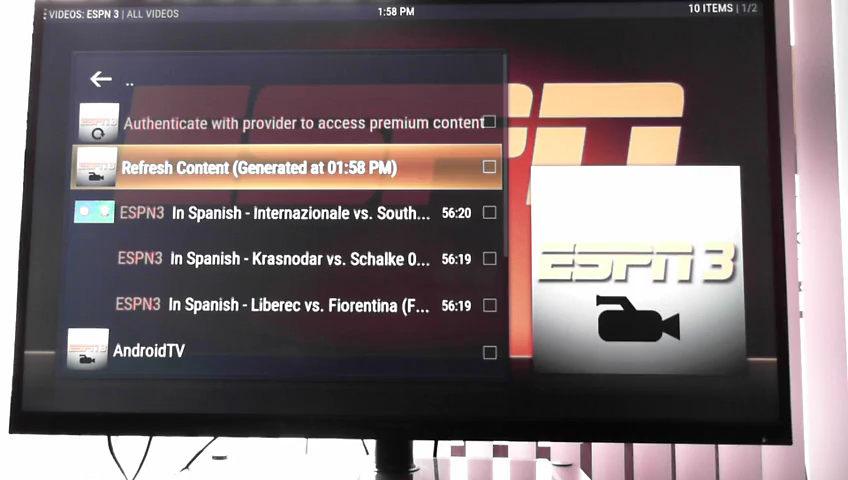 VIDEOS: ESPN 3 | ALL VIDEOS
1:58 PM
10 ITEMS | 1/2
..
Authenticate with provider to access premium content
Refresh Content (Generated at 01:58 PM)
ESPN3 In Spanish - Internazionale vs. South... 56:20
ESPN3 In Spanish - Krasnodar vs. Schalke 0... 56:19
ESPN3 In Spanish - Liberec vs. Fiorentina (F... 56:19
AndroidTV
ESPN 3
ESPN